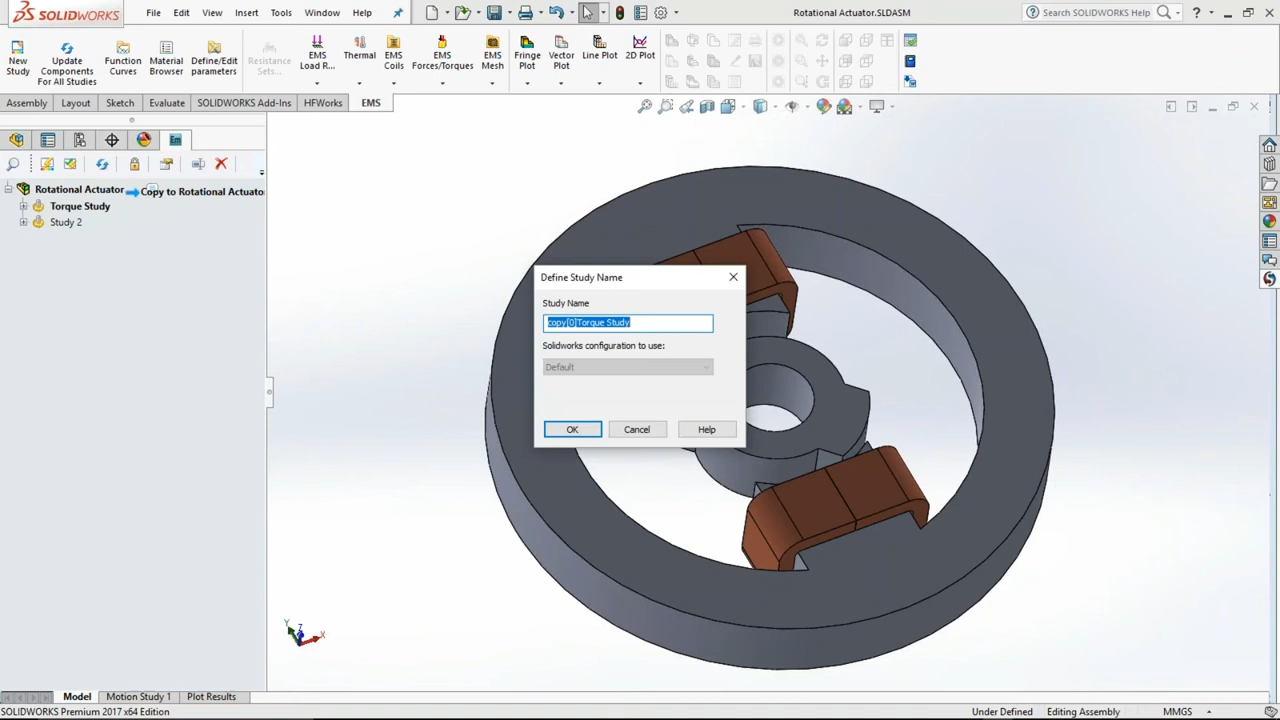 SOLIDWORKS
File Edit View Insert Tools Window Help
Rotational Actuator.SLDASM
Search SOLIDWORKS Help
New Study
Update Components For All Studies
Function Curves
Material Browser
Define/Edit parameters
Resistance Sets...
EMS Load R...
Thermal
EMS Coils
EMS Forces/Torques
EMS Mesh
Fringe Plot
Vector Plot
Line Plot
2D Plot
Assembly Layout Sketch Evaluate SOLIDWORKS Add-Ins HFWorks EMS
Rotational Actuator
Copy to Rotational Actuato
Torque Study
Study 2
Define Study Name
Study Name
copy[0]Torque Study
Solidworks configuration to use:
Default
OK Cancel Help
Y Z X
Model Motion Study 1 Plot Results
SOLIDWORKS Premium 2017 x64 Edition
Under Defined Editing Assembly MMGS